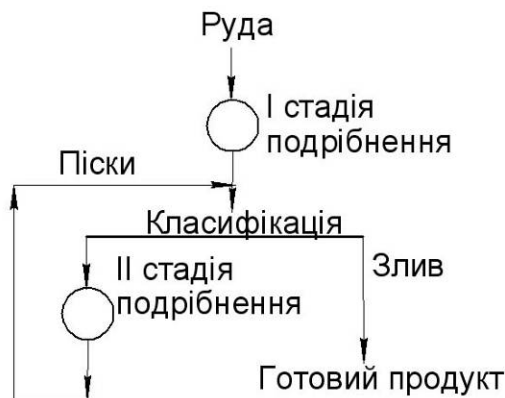 Руда
I стадія
подрібнення
Піски
Класифікація
II стадія
подрібнення
Злив
Готовий продукт